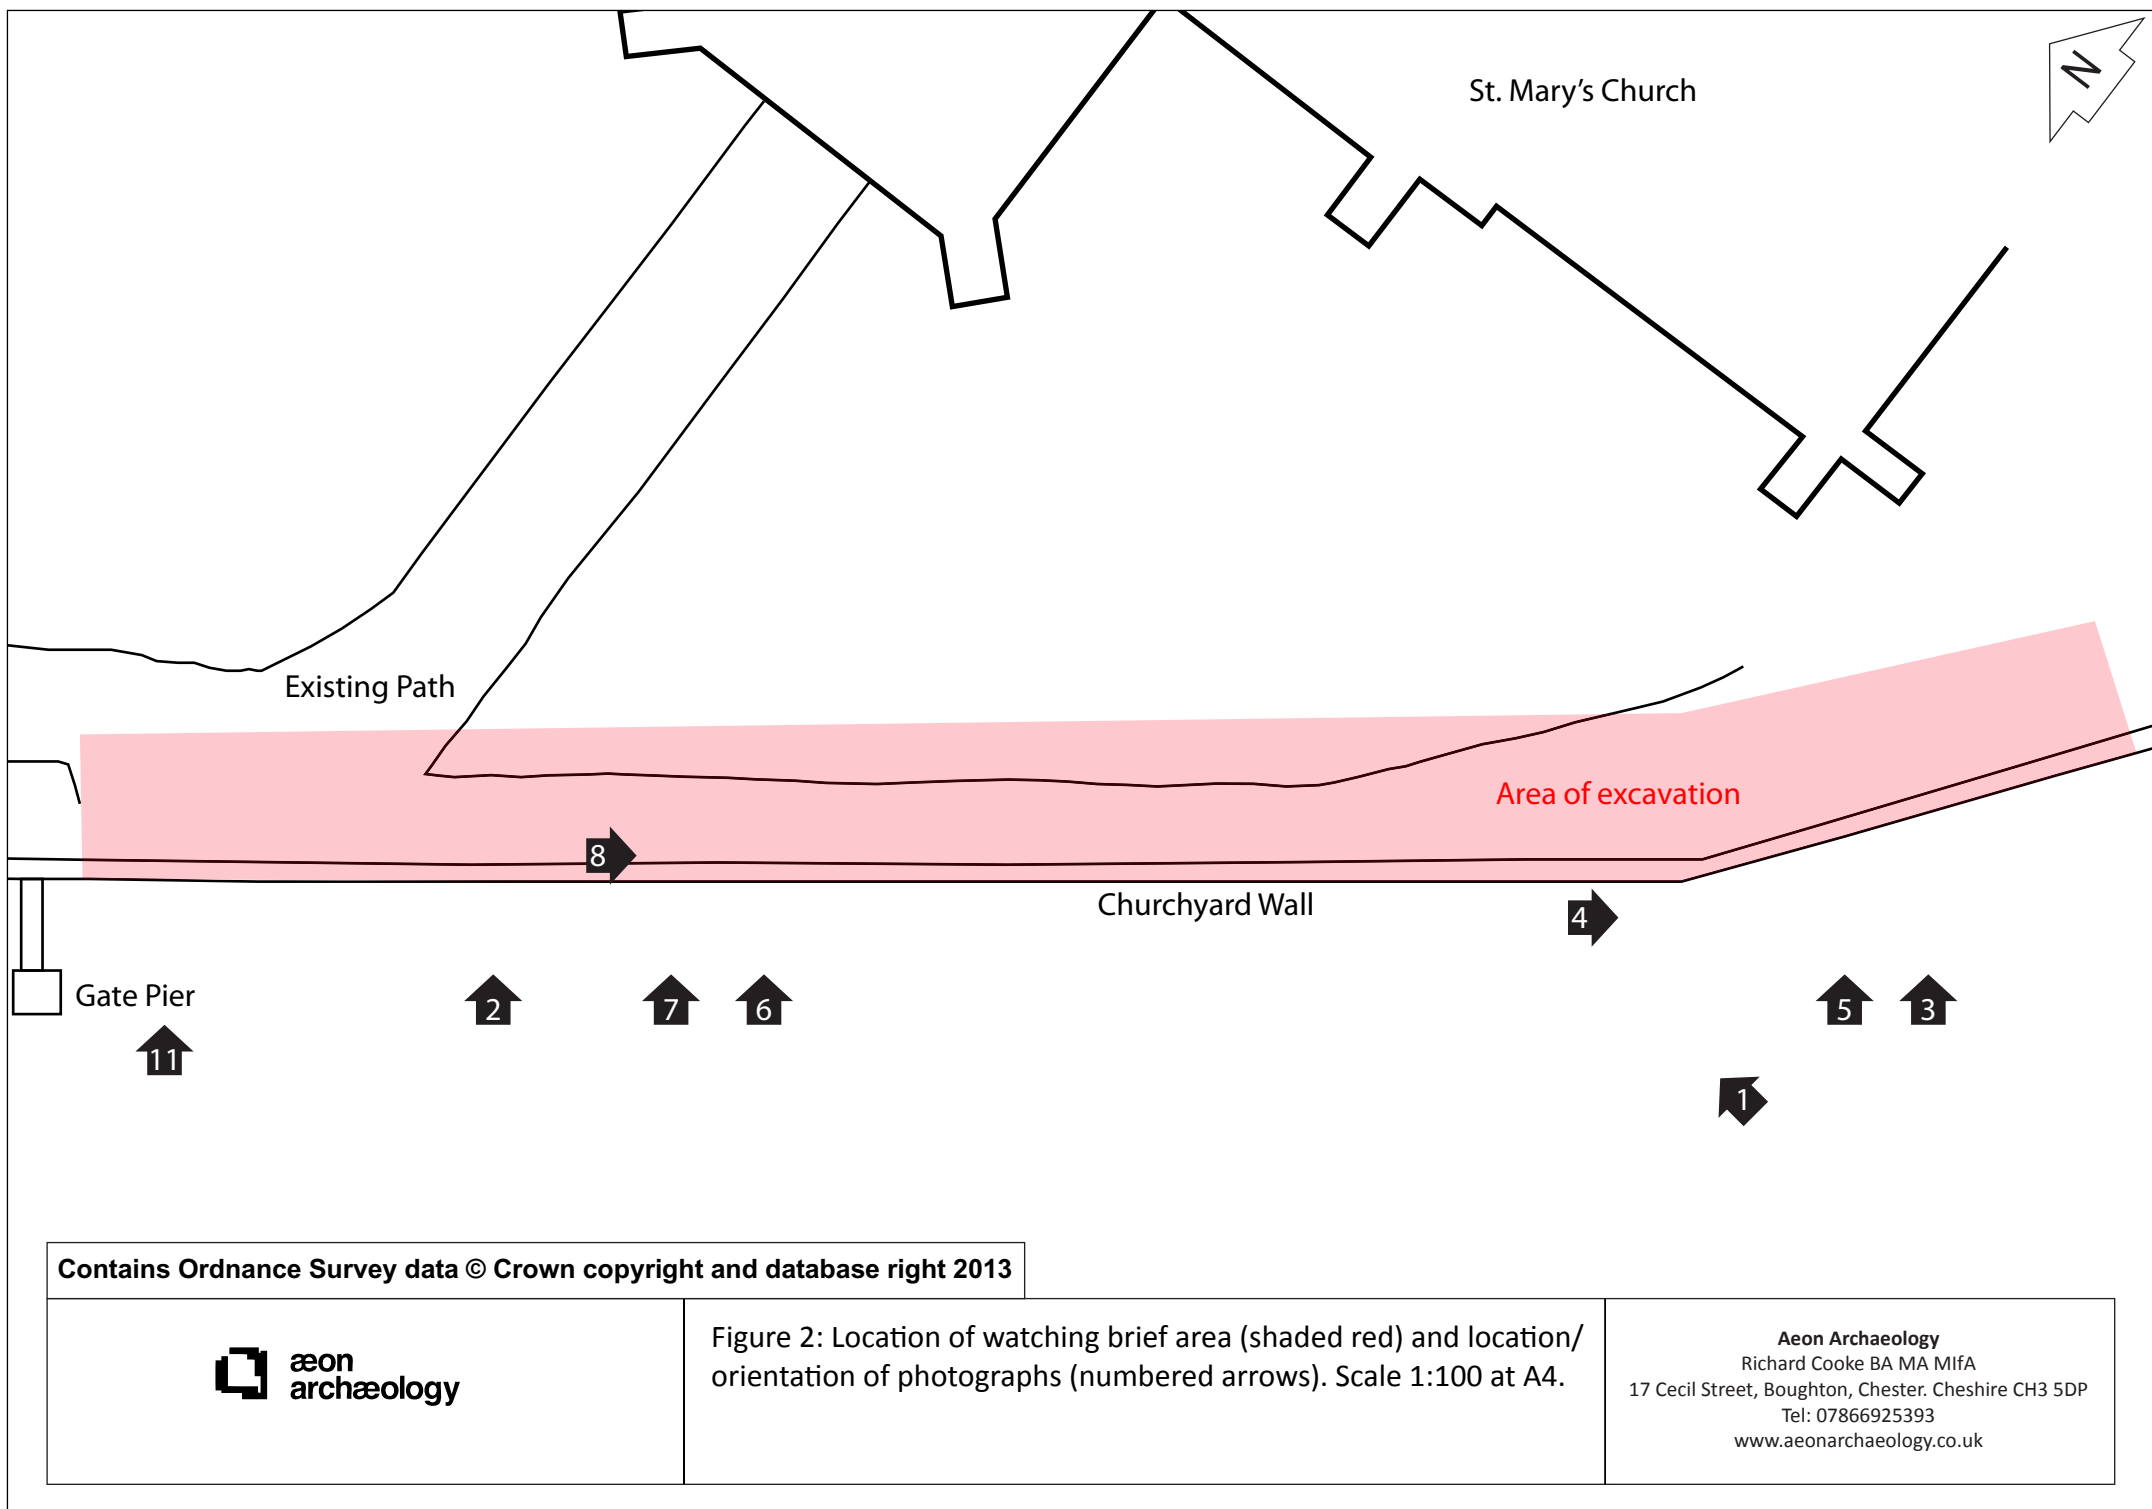 St. Mary’s Church
N
Existing Path
Area of excavation
8
Churchyard Wall
4
Gate Pier
2
7
6
5
3
11
1
Contains Ordnance Survey data © Crown copyright and database right 2013
æon
archæology
Figure 2: Location of watching brief area (shaded red) and location/
orientation of photographs (numbered arrows). Scale 1:100 at A4.
Aeon Archaeology
Richard Cooke BA MA MIfA
17 Cecil Street, Boughton, Chester. Cheshire CH3 5DP
Tel: 07866925393
www.aeonarchaeology.co.uk